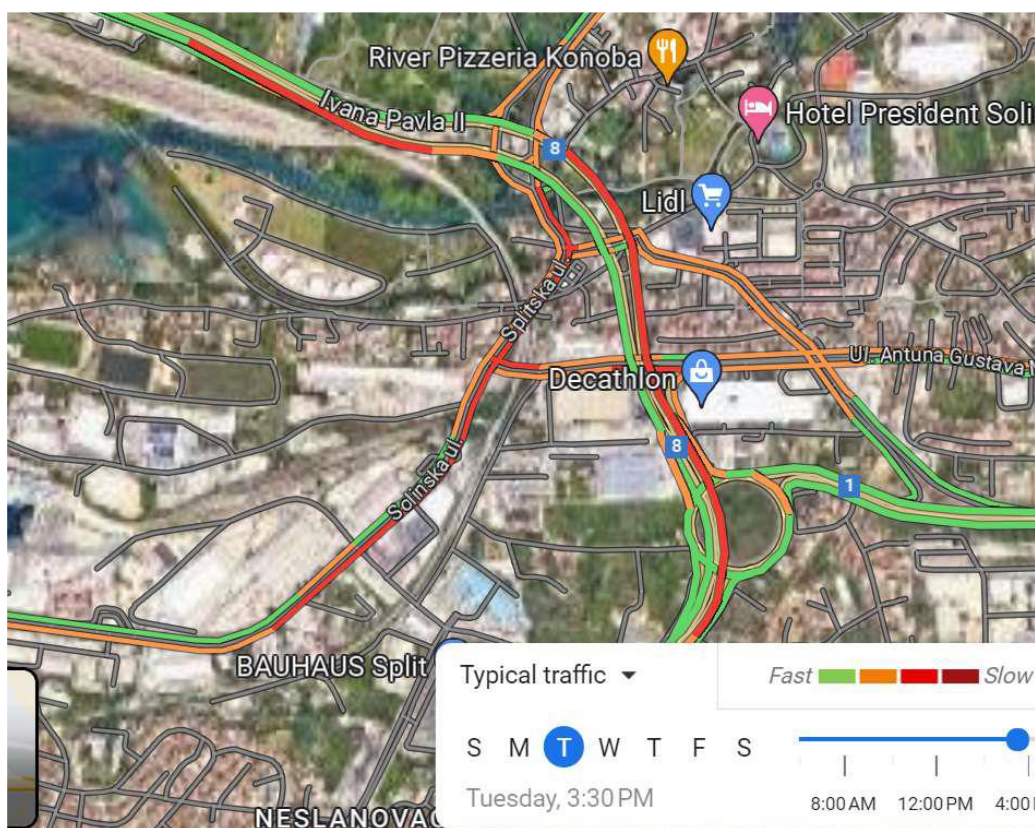 River Pizzeria Konoba
Hotel President Soli
Ivana Pavla II
8
Lidl
Splitska ul.
Ul. Antuna Gustava
Decathlon
8
1
Solinska ul.
BAUHAUS Split
Typical traffic
Fast
Slow
S M T W T F S
Tuesday, 3:30 PM
8:00 AM 12:00 PM 4:00
NESLANOVAC